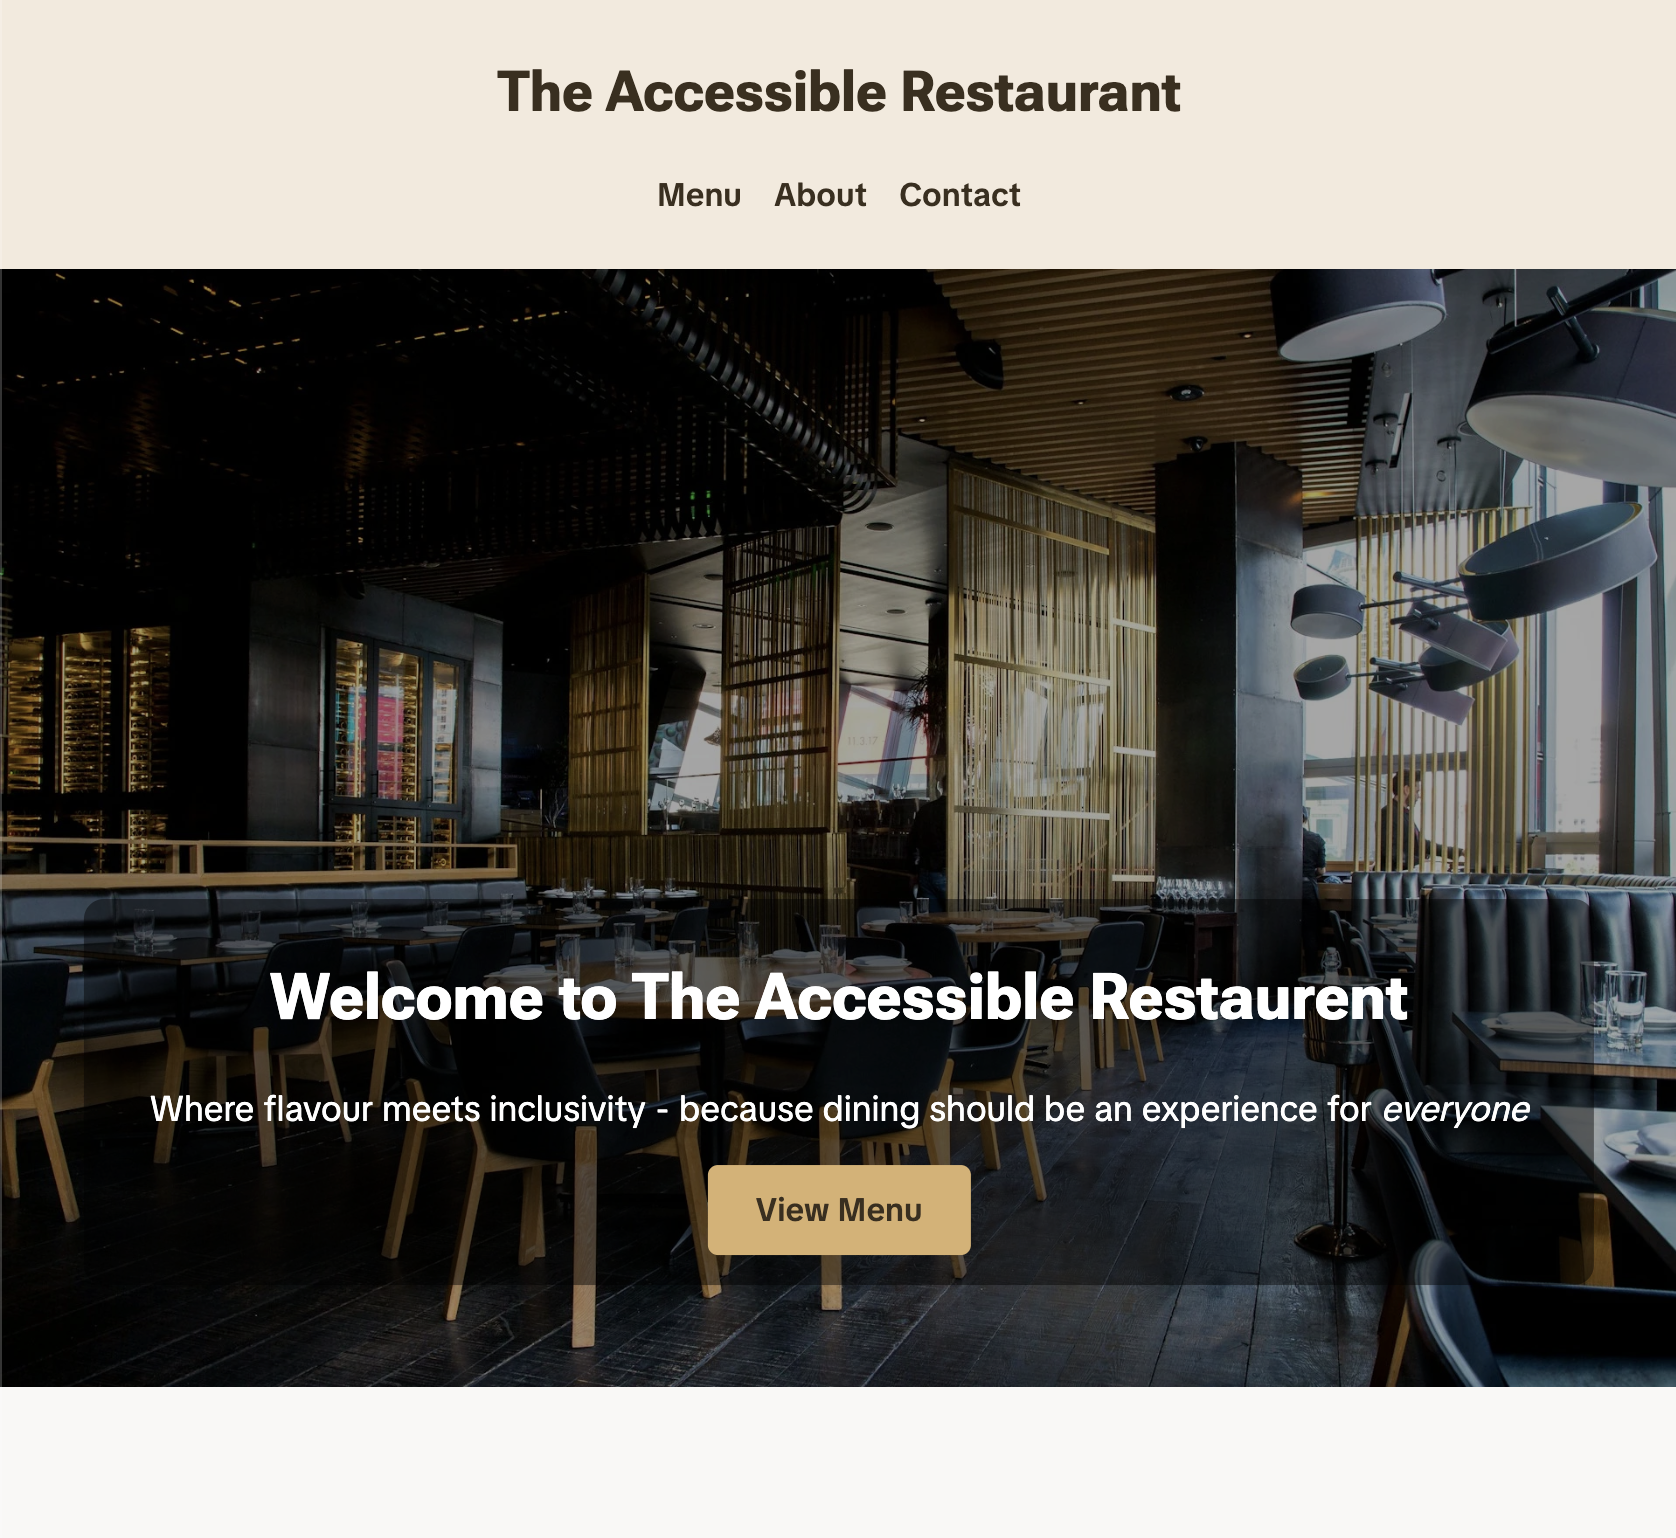 The Accessible Restaurant
Menu About Contact
Welcome to The Accessible Restaurent
Where flavour meets inclusivity - because dining should be an experience for everyone
View Menu